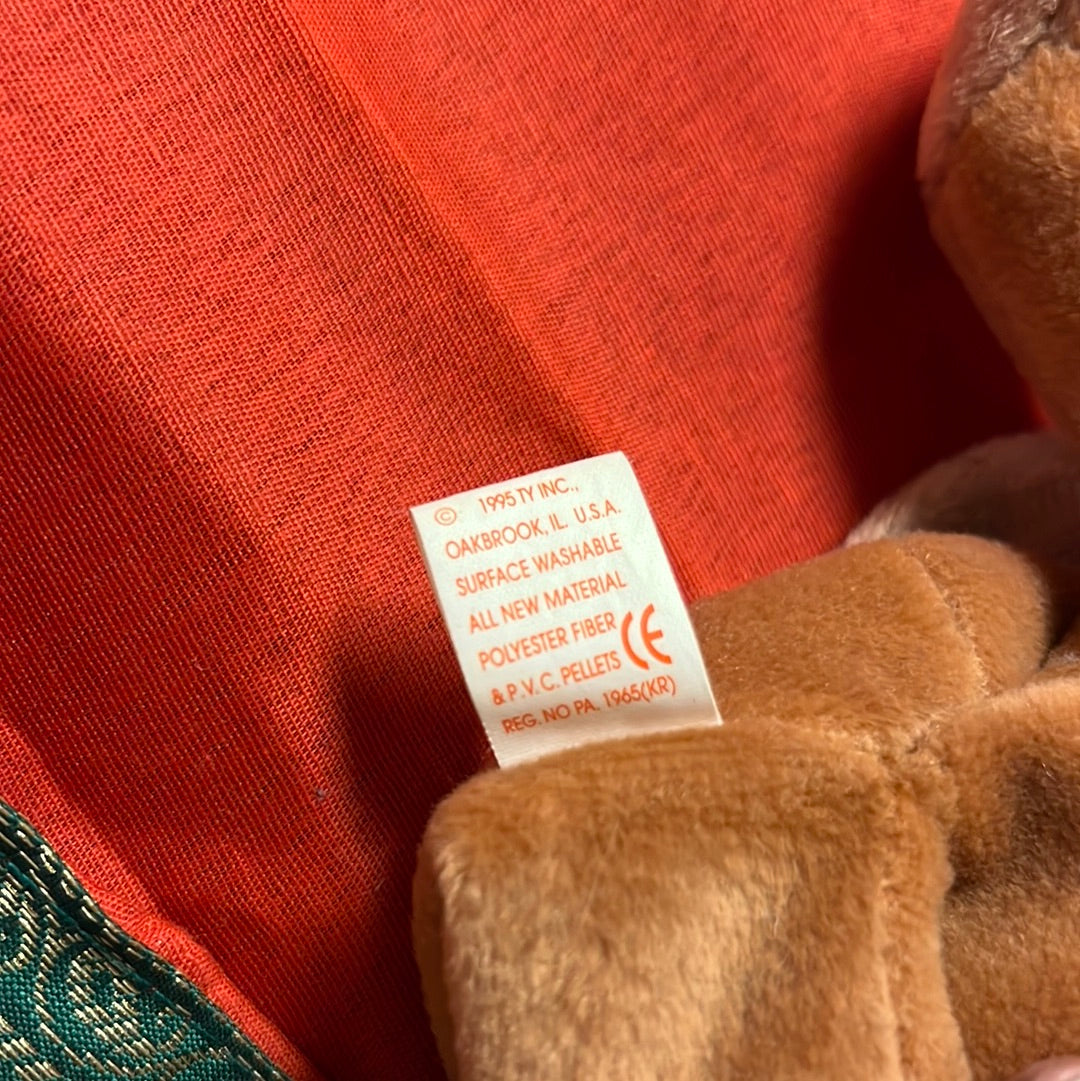 © 1995 TY INC.,
OAKBROOK, IL. U.S.A.
SURFACE WASHABLE
ALL NEW MATERIAL
POLYESTER FIBER
& P.V.C. PELLETS CE
REG. NO PA. 1965(KR)